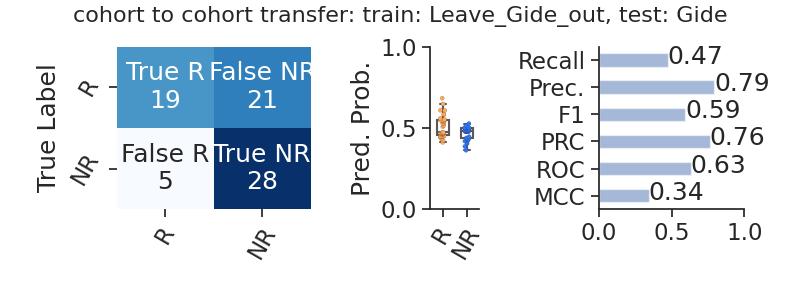 cohort to cohort transfer: train: Leave_Gide_out, test: Gide
True Label
R
NR
True R
19
False NR
21
False R
5
True NR
28
R
NR
Pred. Prob.
1.0
0.5
0.0
R
NR
Recall
0.47
Prec.
0.79
F1
0.59
PRC
0.76
ROC
0.63
MCC
0.34
0.0
0.5
1.0